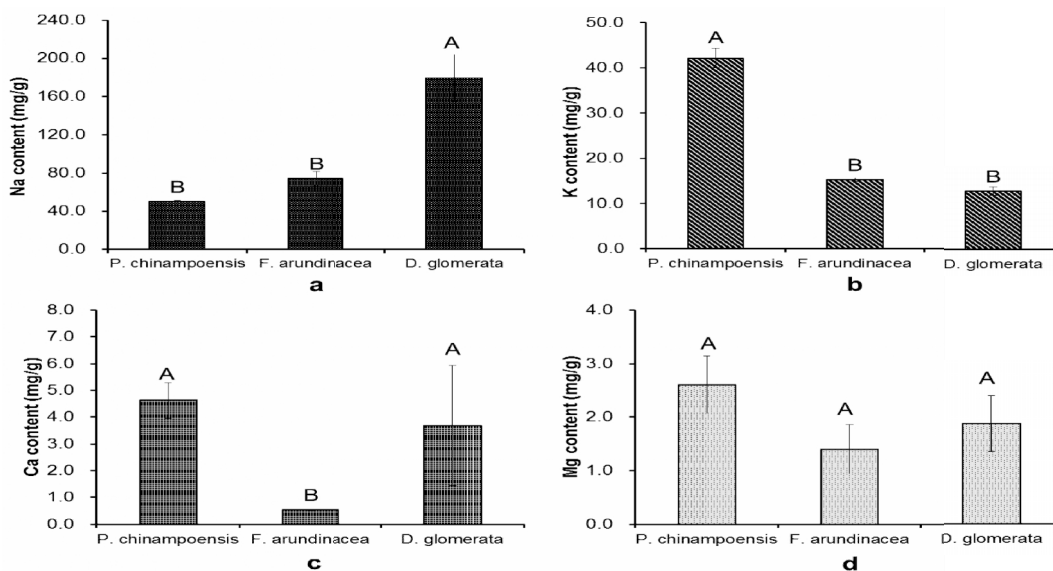 Na content (mg/g)
240.0
200.0
160.0
120.0
80.0
40.0
0.0
B
B
A
P. chinampoensis
F. arundinacea
D. glomerata
a
K content (mg/g)
50.0
40.0
30.0
20.0
10.0
0.0
A
B
B
P. chinampoensis
F. arundinacea
D. glomerata
b
Ca content (mg/g)
8.0
7.0
6.0
5.0
4.0
3.0
2.0
1.0
0.0
A
B
A
P. chinampoensis
F. arundinacea
D. glomerata
c
Mg content (mg/g)
4.0
3.0
2.0
1.0
0.0
A
A
A
P. chinampoensis
F. arundinacea
D. glomerata
d